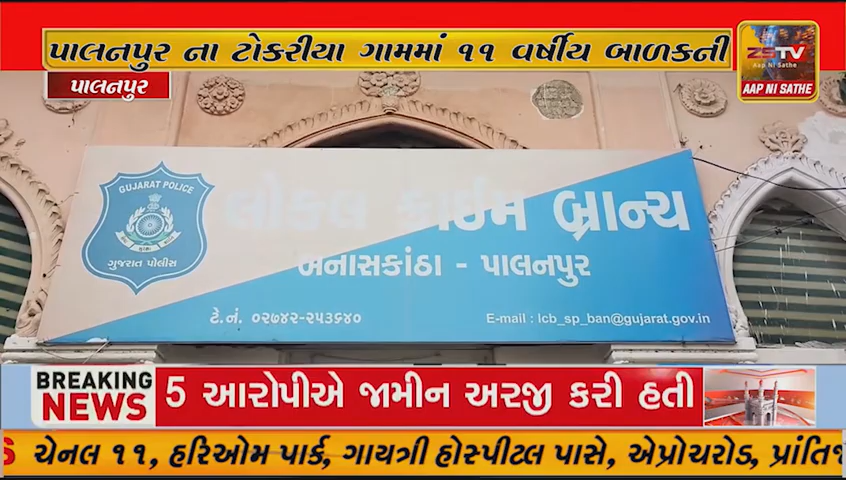 પાલનપુર ના ટોકરીયા ગામમાં ૧૧ વર્ષીય બાળકની
ZSTV
Aap Ni Sathe
AAP NI SATHE
પાલનપુર
GUJARAT POLICE
ગુજરાત પોલીસ
લોકલ ક્રાઇમ બ્રાન્ચ
બનાસકાંઠા - પાલનપુર
ટે.નં. ૦૨૭૪૨-૨૫૩૬૪૦
E-mail : lcb_sp_ban@gujarat.gov.in
BREAKING NEWS
5 આરોપીએ જામીન અરજી કરી હતી
ચેનલ ૧૧, હરિઓમ પાર્ક, ગાયત્રી હોસ્પીટલ પાસે, એપ્રોચરોડ,